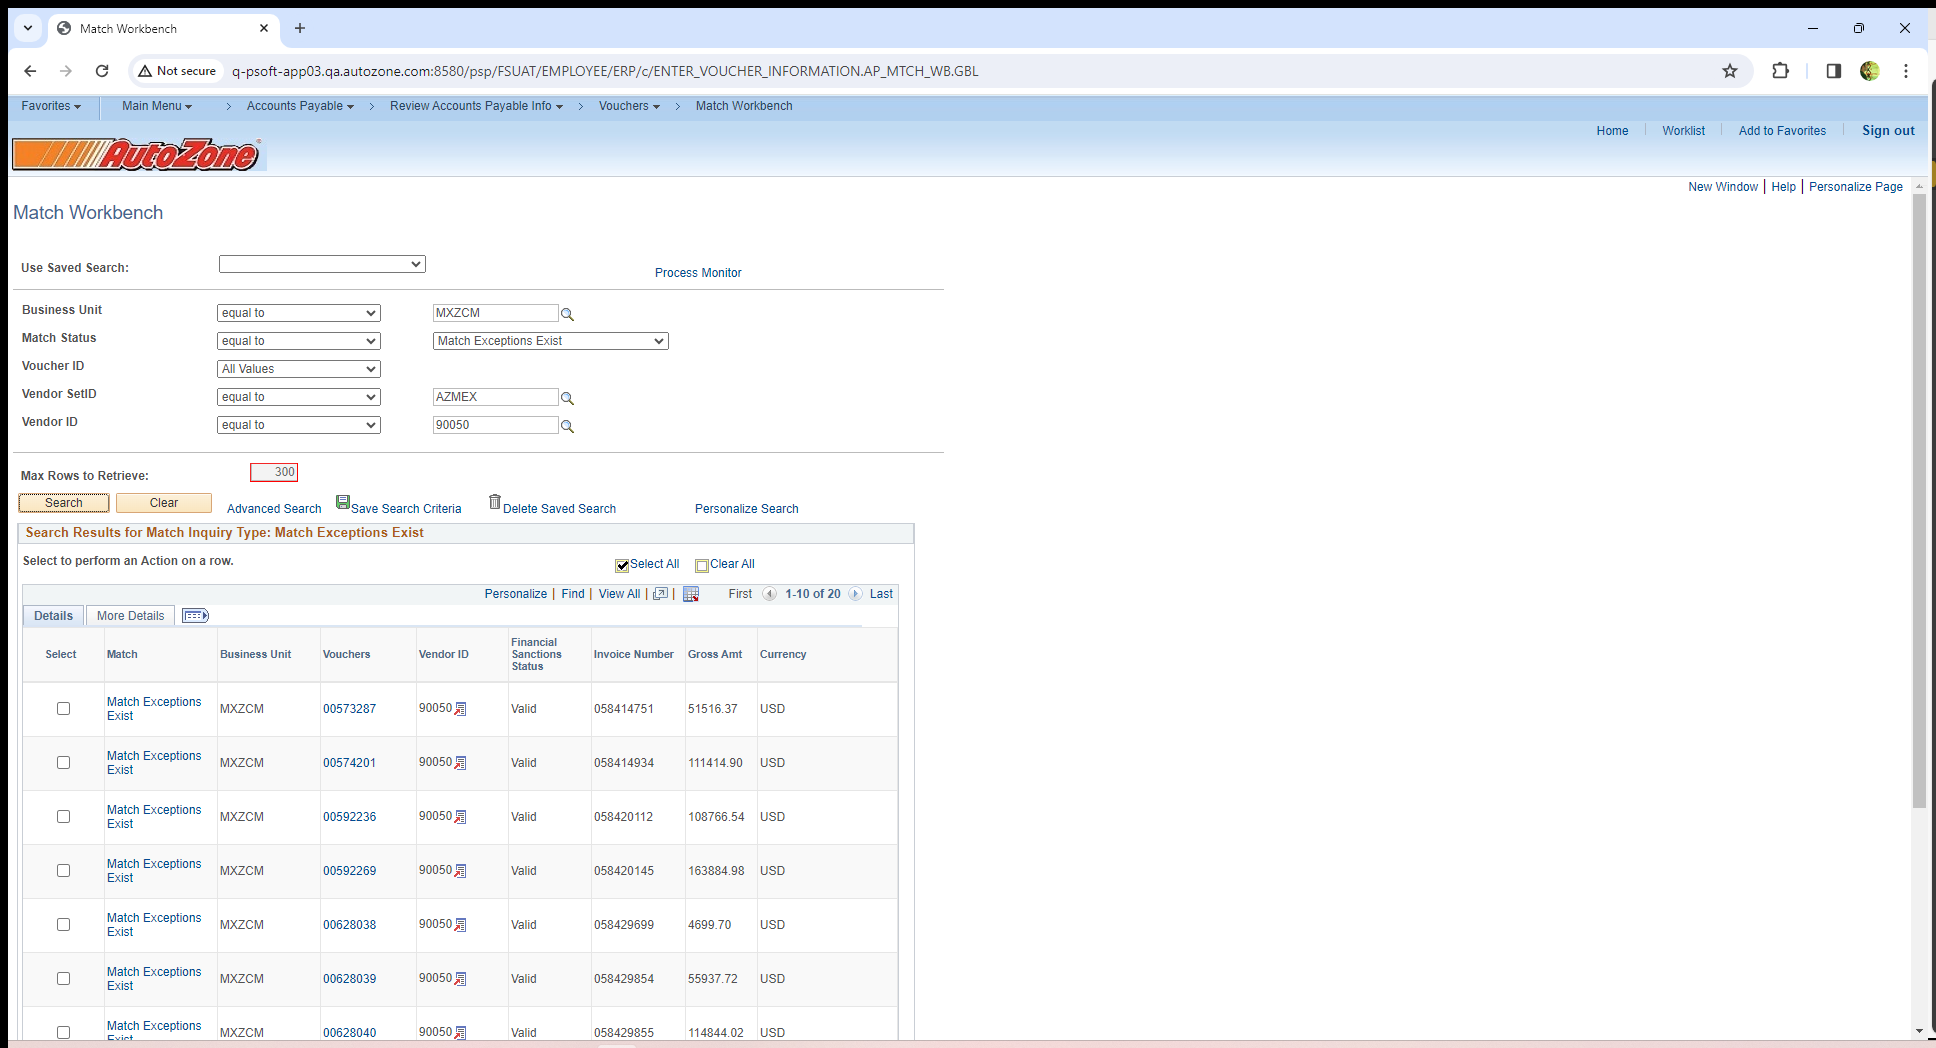 Match Workbench
Not secure
q-psoft-app03.qa.autozone.com:8580/psp/FSUAT/EMPLOYEE/ERP/c/ENTER_VOUCHER_INFORMATION.AP_MTCH_WB.GBL
Favorites Main Menu > Accounts Payable > Review Accounts Payable Info > Vouchers > Match Workbench
Home Worklist Add to Favorites Sign out
AutoZone
New Window | Help | Personalize Page
Match Workbench
Use Saved Search:
Process Monitor
Business Unit equal to MXZCM
Match Status equal to Match Exceptions Exist
Voucher ID All Values
Vendor SetID equal to AZMEX
Vendor ID equal to 90050
Max Rows to Retrieve: 300
Search Clear Advanced Search Save Search Criteria Delete Saved Search Personalize Search
Search Results for Match Inquiry Type: Match Exceptions Exist
Select to perform an Action on a row. Select All Clear All
Personalize | Find | View All | | First 1-10 of 20 Last
Details More Details
Select Match Business Unit Vouchers Vendor ID Financial Sanctions Status Invoice Number Gross Amt Currency
Match Exceptions Exist MXZCM 00573287 90050 Valid 058414751 51516.37 USD
Match Exceptions Exist MXZCM 00574201 90050 Valid 058414934 111414.90 USD
Match Exceptions Exist MXZCM 00592236 90050 Valid 058420112 108766.54 USD
Match Exceptions Exist MXZCM 00592269 90050 Valid 058420145 163884.98 USD
Match Exceptions Exist MXZCM 00628038 90050 Valid 058429699 4699.70 USD
Match Exceptions Exist MXZCM 00628039 90050 Valid 058429854 55937.72 USD
Match Exceptions Exist MXZCM 00628040 90050 Valid 058429855 114844.02 USD